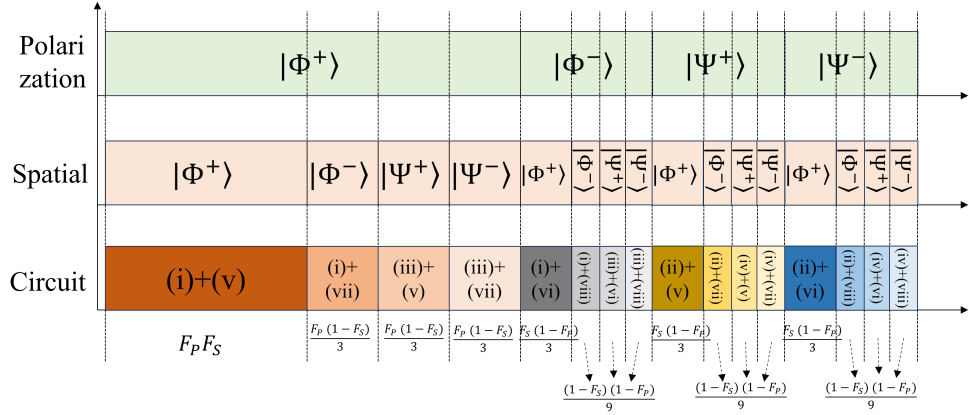 Polari
zation
|Φ⁺⟩
|Φ⁻⟩
|Ψ⁺⟩
|Ψ⁻⟩
Spatial
|Φ⁺⟩
|Φ⁻⟩
|Ψ⁺⟩
|Ψ⁻⟩
|Φ⁺⟩
|Φ⁻⟩
|Ψ⁺⟩
|Ψ⁻⟩
|Φ⁺⟩
|Φ⁻⟩
|Ψ⁺⟩
|Ψ⁻⟩
|Φ⁺⟩
|Φ⁻⟩
|Ψ⁺⟩
|Ψ⁻⟩
Circuit
(i)+(v)
(i)+
(vii)
(iii)+
(v)
(iii)+
(vii)
(i)+
(vi)
(i)+(viii)
(iii)+(vi)
(iii)+(viii)
(ii)+
(v)
(ii)+(vii)
(iv)+(v)
(iv)+(vii)
(ii)+
(vi)
(ii)+(viii)
(iv)+(vi)
(iv)+(viii)
F_P F_S
F_P (1−F_S)
3
F_P (1−F_S)
3
F_P (1−F_S)
3
F_S (1−F_P)
3
F_S (1−F_P)
3
F_S (1−F_P)
3
(1−F_S) (1−F_P)
9
(1−F_S) (1−F_P)
9
(1−F_S) (1−F_P)
9